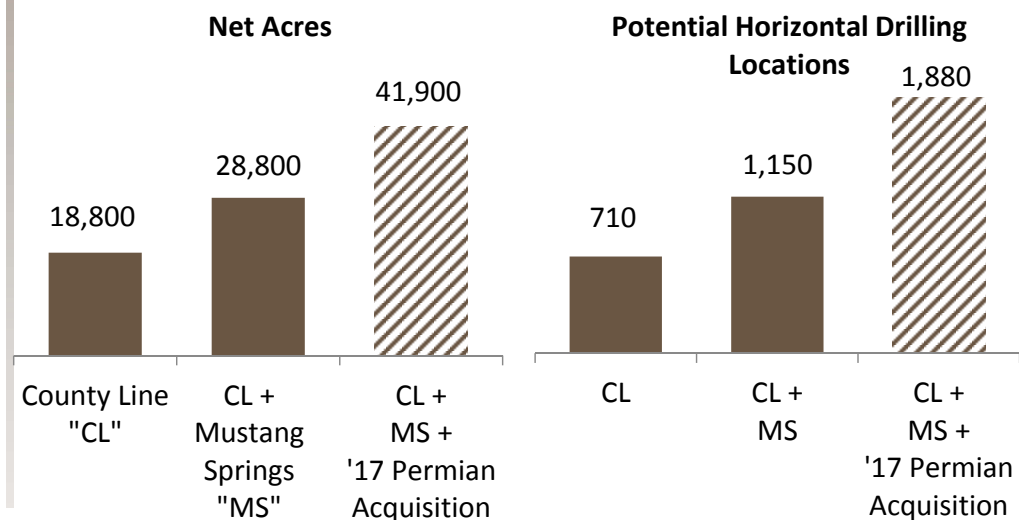 Net Acres
41,900
28,800
18,800
County Line
"CL"
CL +
Mustang
Springs
"MS"
CL +
MS +
'17 Permian
Acquisition
Potential Horizontal Drilling
Locations
1,880
1,150
710
CL
CL +
MS
CL +
MS +
'17 Permian
Acquisition